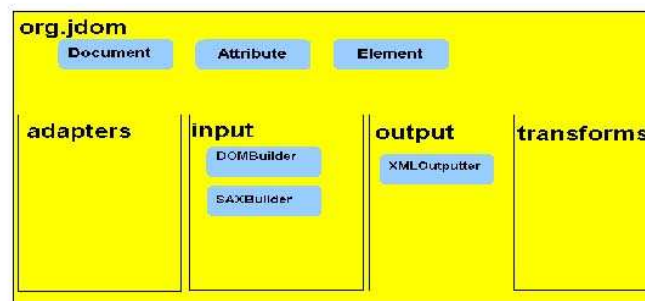 org.jdom
Document Attribute Element
adapters input output transforms
DOMBuilder
XMLOutputter
SAXBuilder